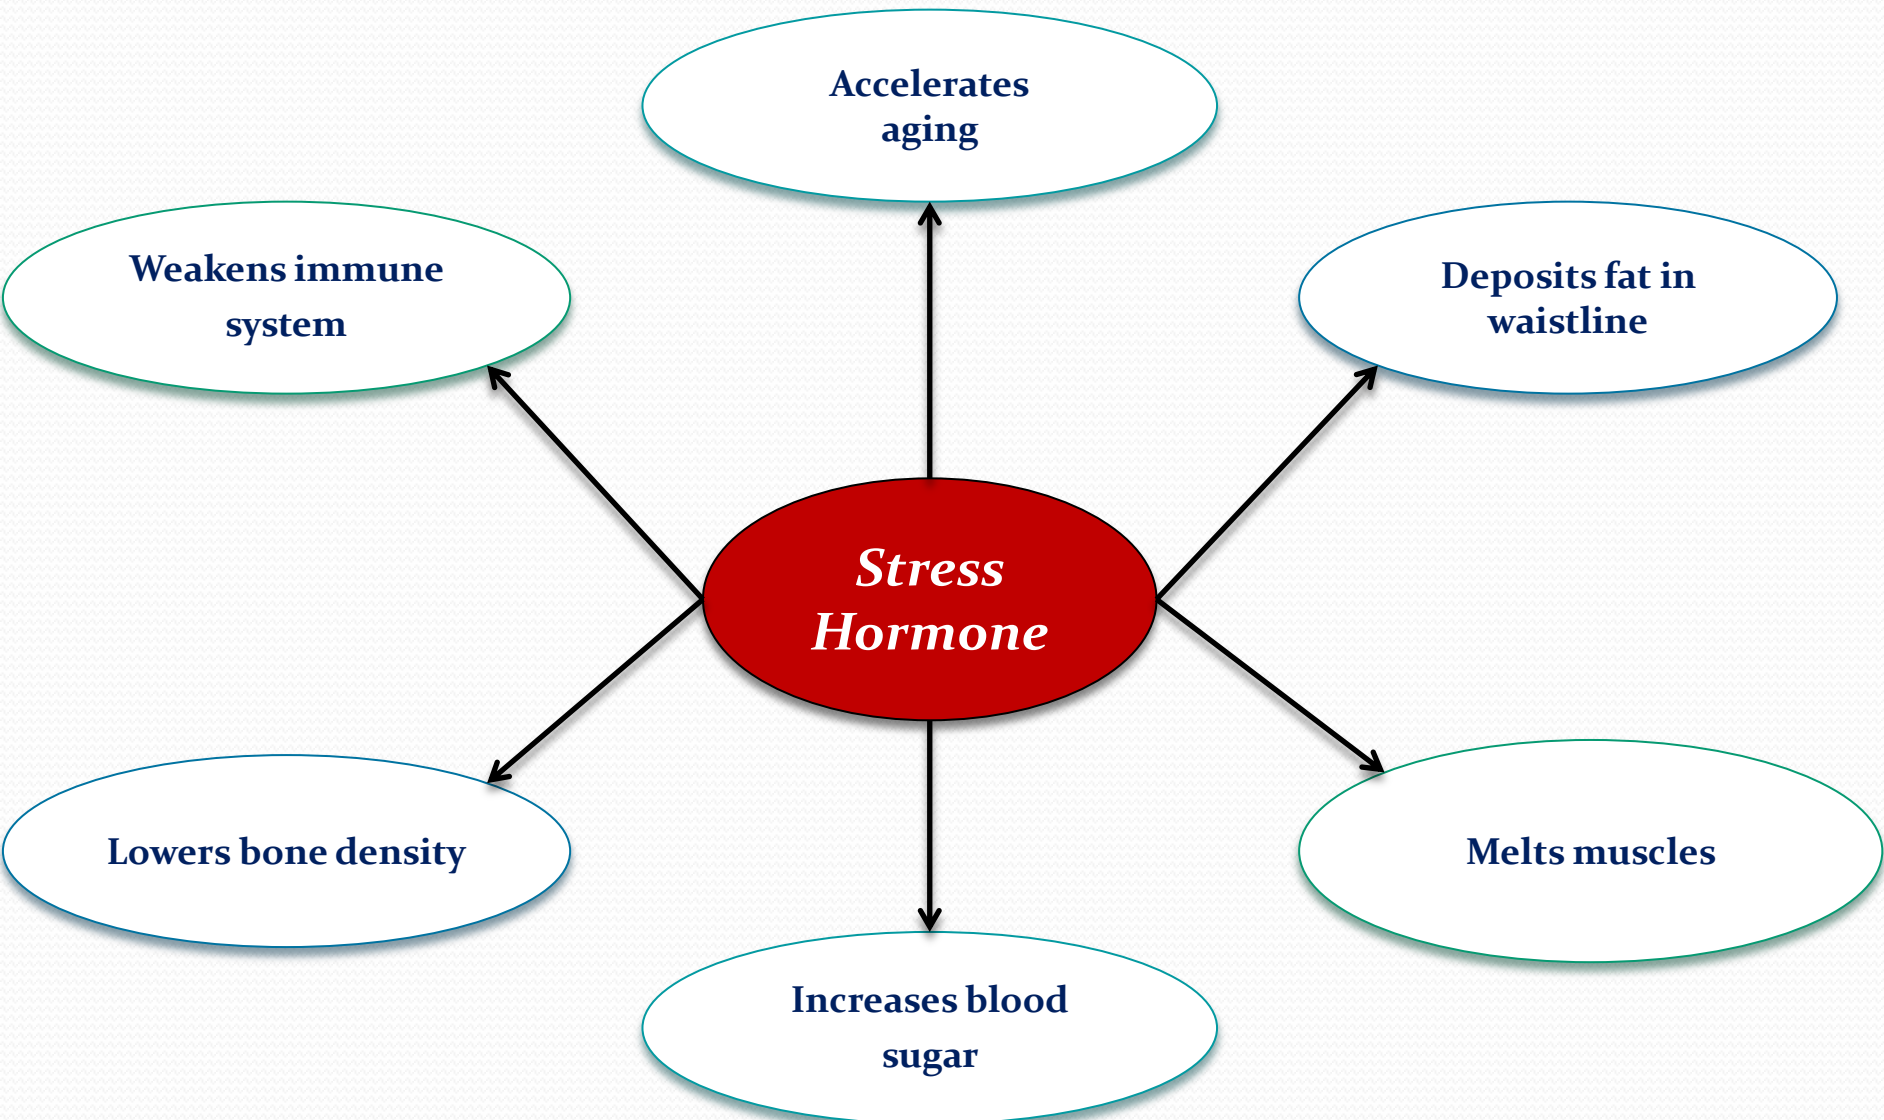 Accelerates
aging
Weakens immune
system
Deposits fat in
waistline
Stress
Hormone
Lowers bone density
Melts muscles
Increases blood
sugar